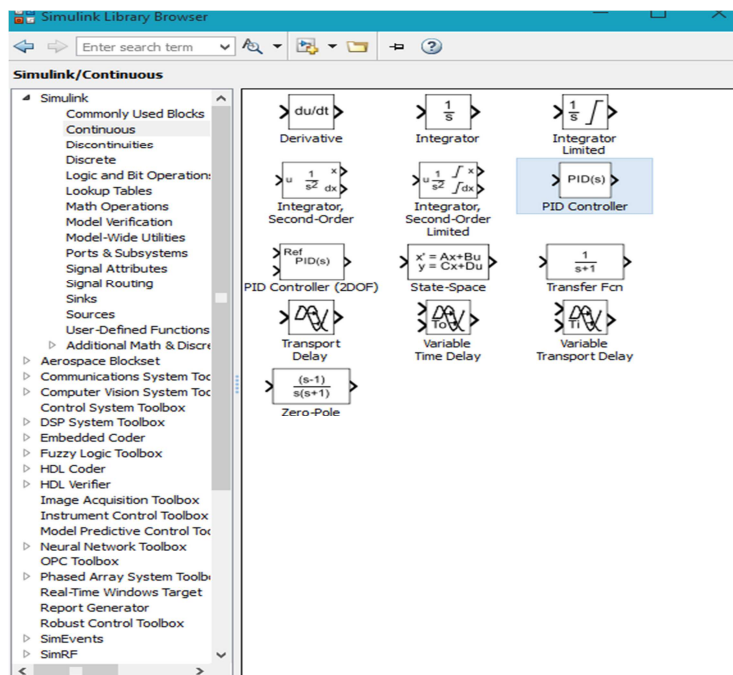 Simulink Library Browser
Enter search term
Simulink/Continuous
Simulink
Commonly Used Blocks
Continuous
Discontinuities
Discrete
Logic and Bit Operation
Lookup Tables
Math Operations
Model Verification
Model-Wide Utilities
Ports & Subsystems
Signal Attributes
Signal Routing
Sinks
Sources
User-Defined Functions
Additional Math & Discre
Aerospace Blockset
Communications System Too
Computer Vision System Too
Control System Toolbox
DSP System Toolbox
Embedded Coder
Fuzzy Logic Toolbox
HDL Coder
HDL Verifier
Image Acquisition Toolbox
Instrument Control Toolbox
Model Predictive Control Too
Neural Network Toolbox
OPC Toolbox
Phased Array System Toolb
Real-Time Windows Target
Report Generator
Robust Control Toolbox
SimEvents
SimRF
du/dt
Derivative
1
s
Integrator
1
s
Integrator
Limited
u 1 x
s² dx
Integrator,
Second-Order
u 1 ∫ x
s² ∫ dx
Integrator,
Second-Order
Limited
PID(s)
PID Controller
Ref
PID(s)
PID Controller (2DOF)
x' = Ax+Bu
y = Cx+Du
State-Space
1
s+1
Transfer Fcn
Transport
Delay
To
Variable
Time Delay
Ti
Variable
Transport Delay
(s-1)
s(s+1)
Zero-Pole